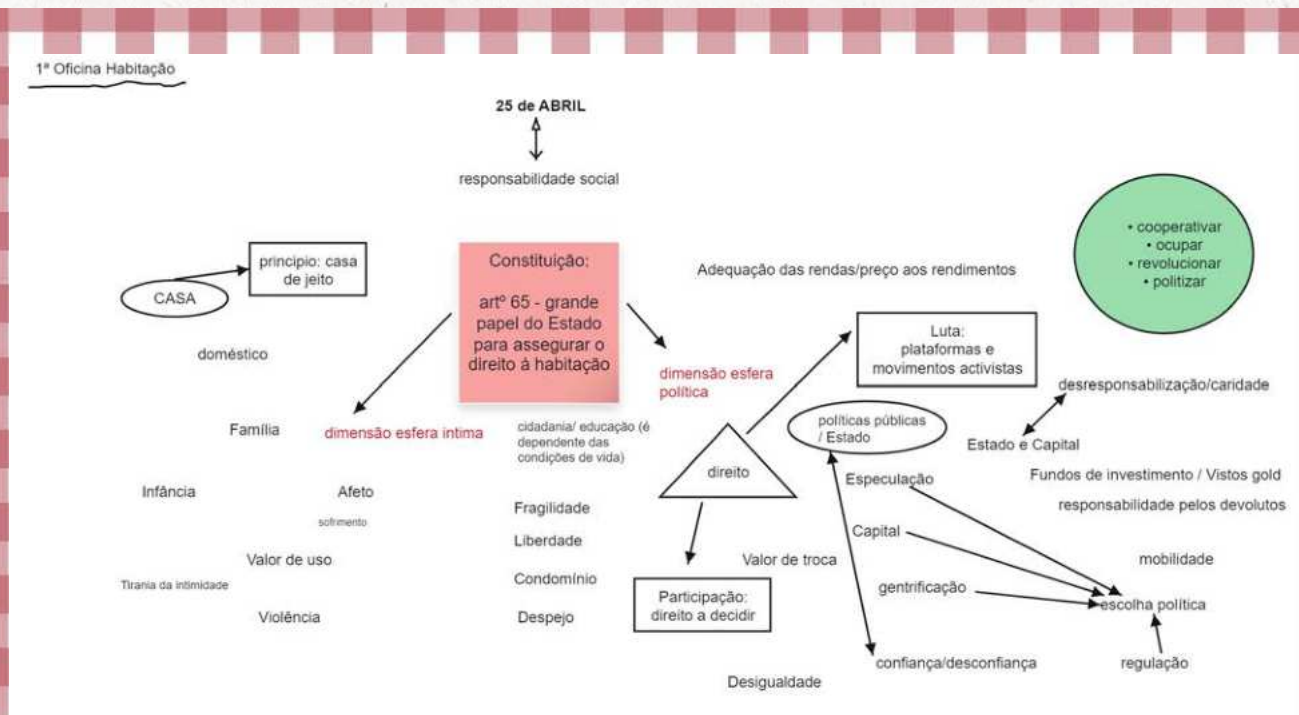 1ª Oficina Habitação
25 de ABRIL
responsabilidade social
CASA
principio: casa
de jeito
doméstico
Família
Infância
Afeto
sofrimento
Valor de uso
Tirania da intimidade
Violência
Constituição:
artº 65 - grande
papel do Estado
para assegurar o
direito á habitação
dimensão esfera intima
dimensão esfera
política
cidadania/ educação (é
dependente das
condições de vida)
Fragilidade
Liberdade
Condomínio
Despejo
Adequação das rendas/preço aos rendimentos
direito
Participação:
direito a decidir
Luta:
plataformas e
movimentos activistas
• cooperativar
• ocupar
• revolucionar
• politizar
políticas públicas
/ Estado
desresponsabilização/caridade
Estado e Capital
Fundos de investimento / Vistos gold
responsabilidade pelos devolutos
Especulação
Capital
Valor de troca
gentrificação
mobilidade
escolha política
confiança/desconfiança
regulação
Desigualdade